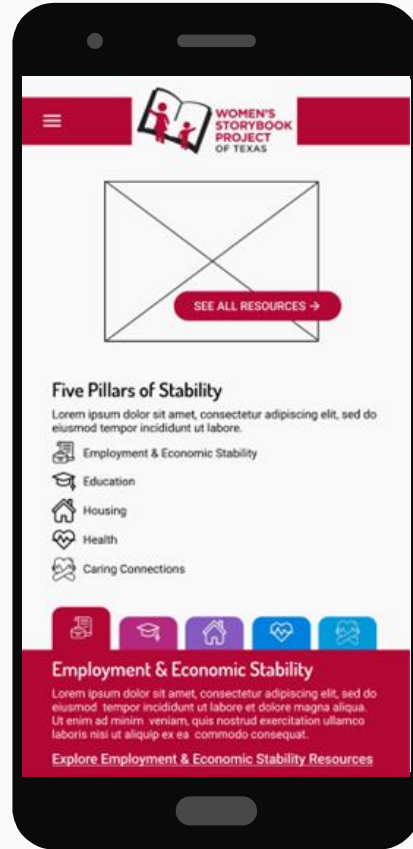 WOMEN'S
STORYBOOK
PROJECT
OF TEXAS
SEE ALL RESOURCES →
Five Pillars of Stability
Lorem ipsum dolor sit amet, consectetur adipiscing elit, sed do
eiusmod tempor incididunt ut labore.
Employment & Economic Stability
Education
Housing
Health
Caring Connections
Employment & Economic Stability
Lorem ipsum dolor sit amet, consectetur adipiscing elit, sed do
eiusmod tempor incididunt ut labore et dolore magna aliqua.
Ut enim ad minim veniam, quis nostrud exercitation ullamco
laboris nisi ut aliquip ex ea commodo consequat.
Explore Employment & Economic Stability Resources